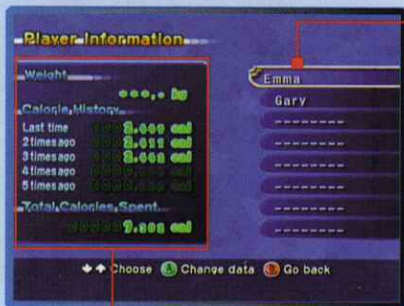 Player Information
Weight
kg
Calorie History
Last time cal
2 times ago cal
3 times ago cal
4 times ago
5 times ago
Total Calories Spent
cal
Emma
Gary
--------
--------
--------
--------
--------
Choose A Change data B Go back